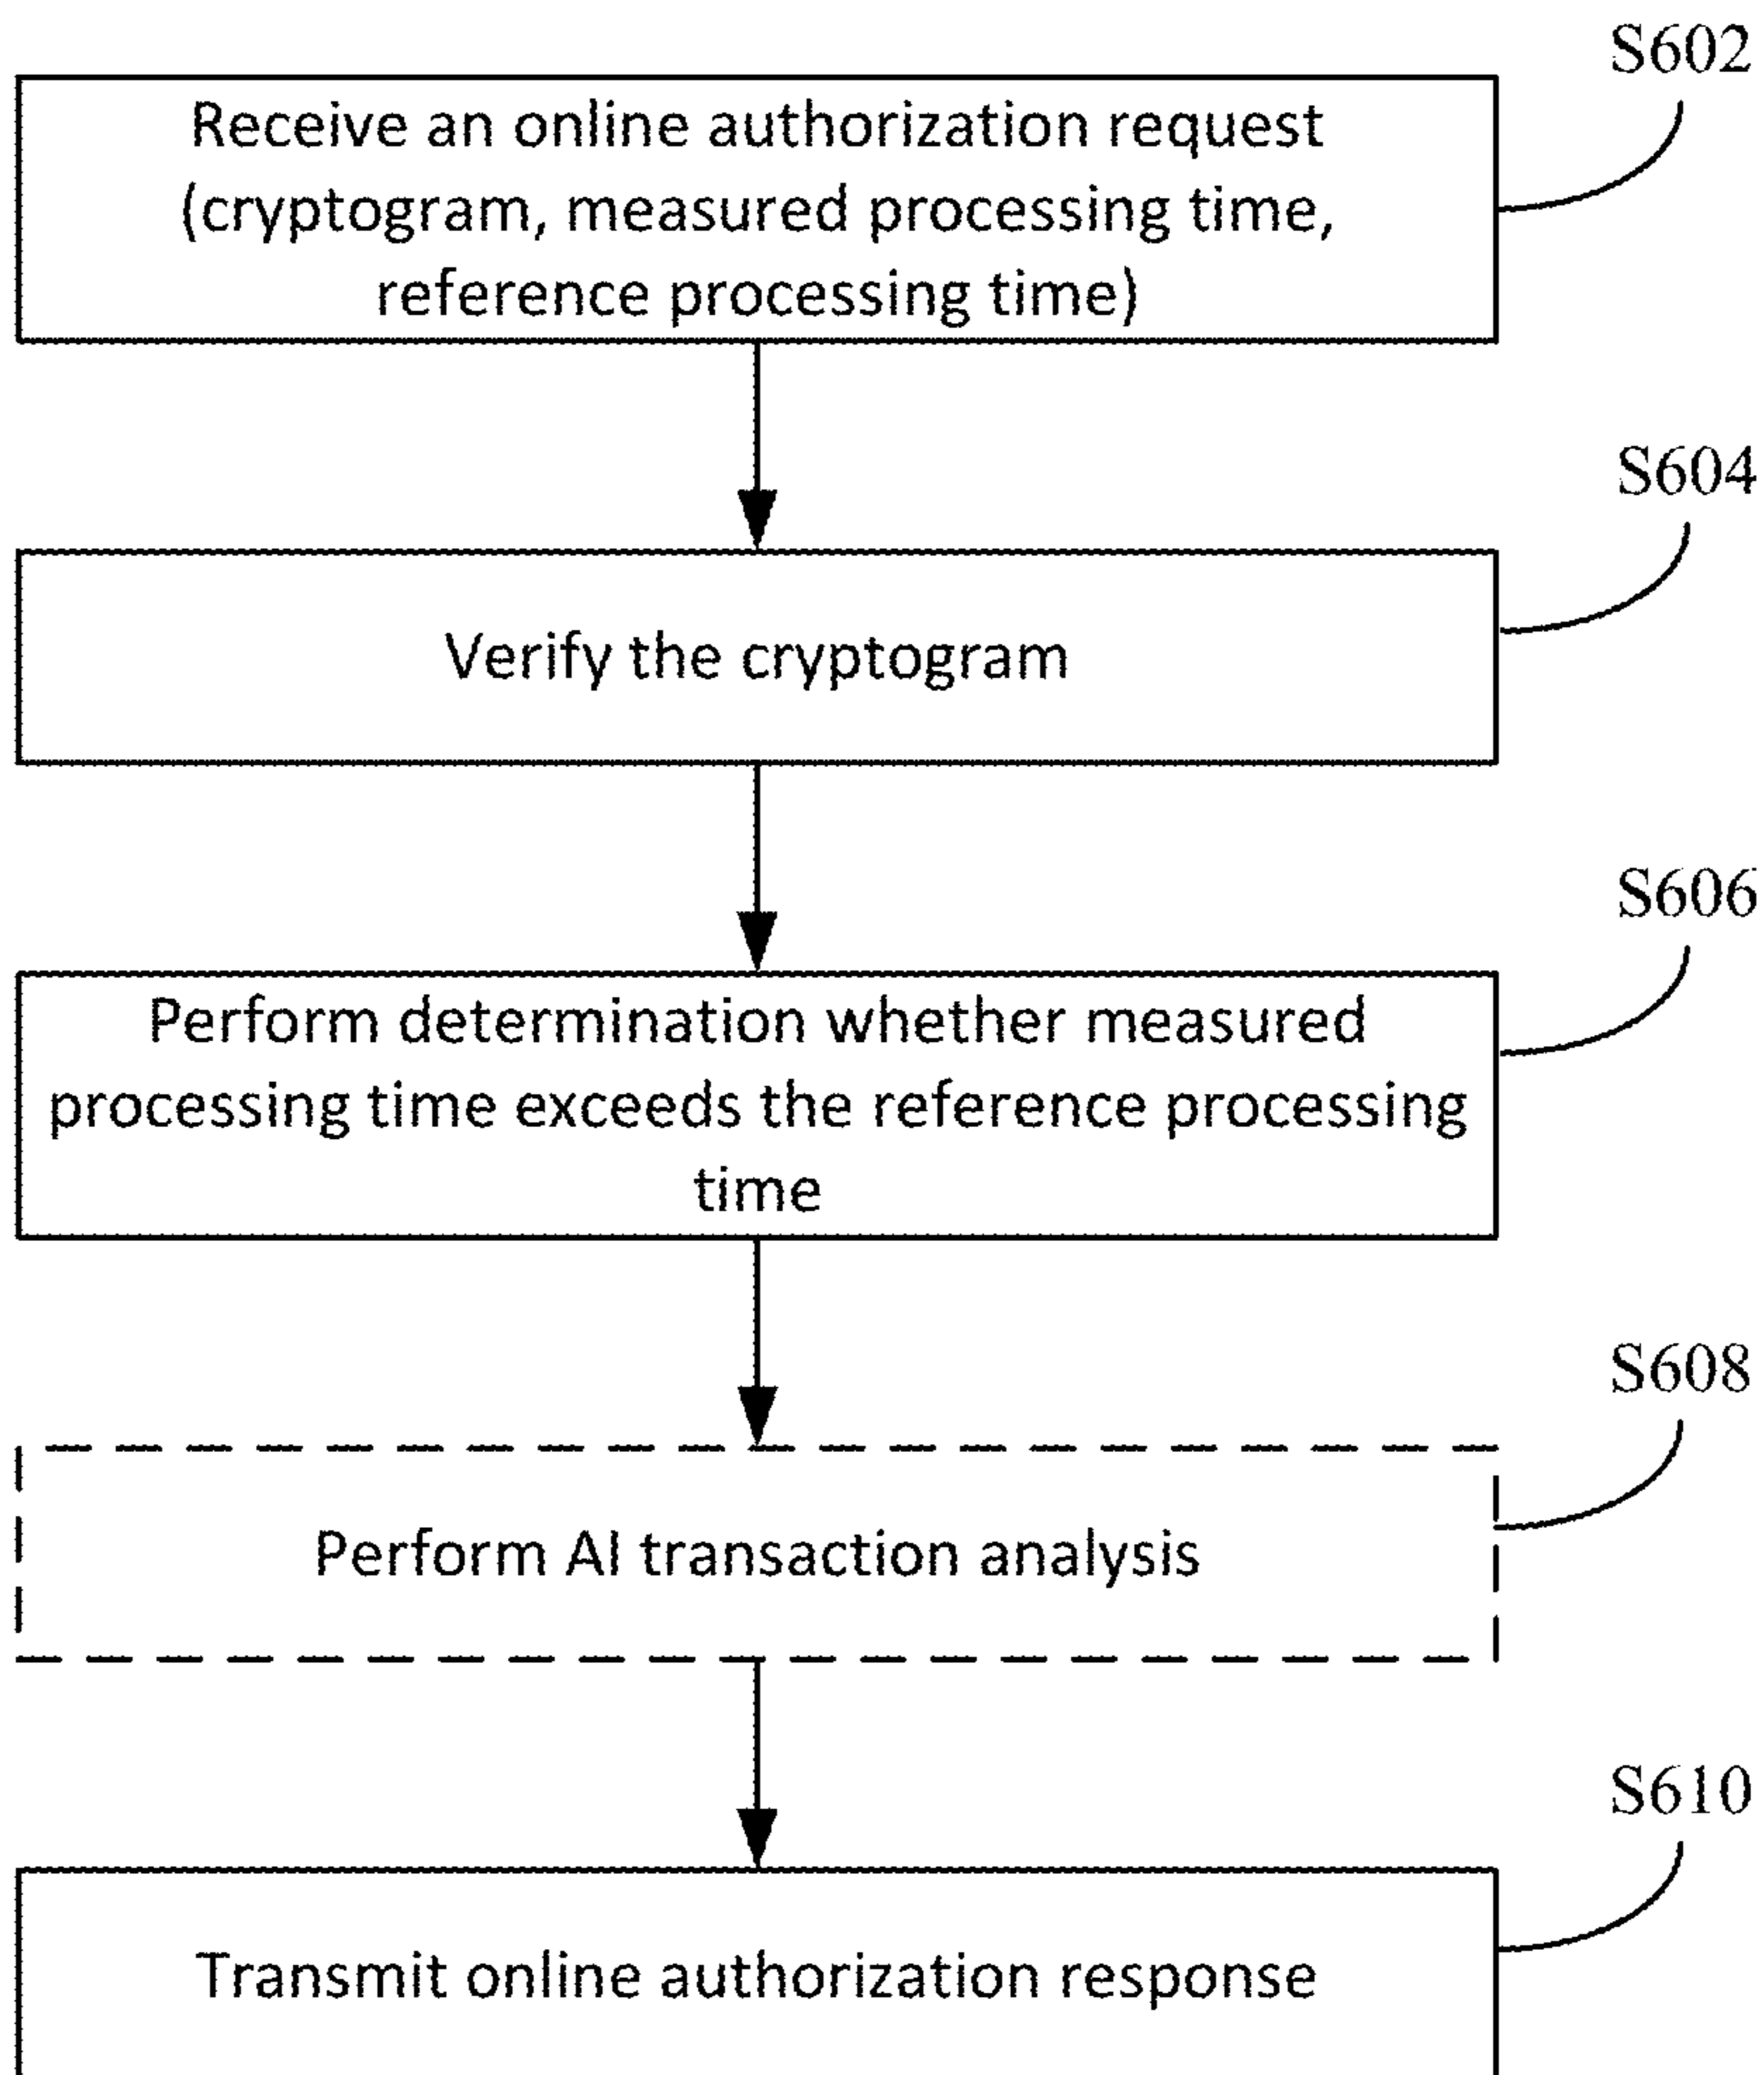 S602
Receive an online authorization request
(cryptogram, measured processing time,
reference processing time)
S604
Verify the cryptogram
S606
Perform determination whether measured
processing time exceeds the reference processing
time
S608
Perform AI transaction analysis
S610
Transmit online authorization response